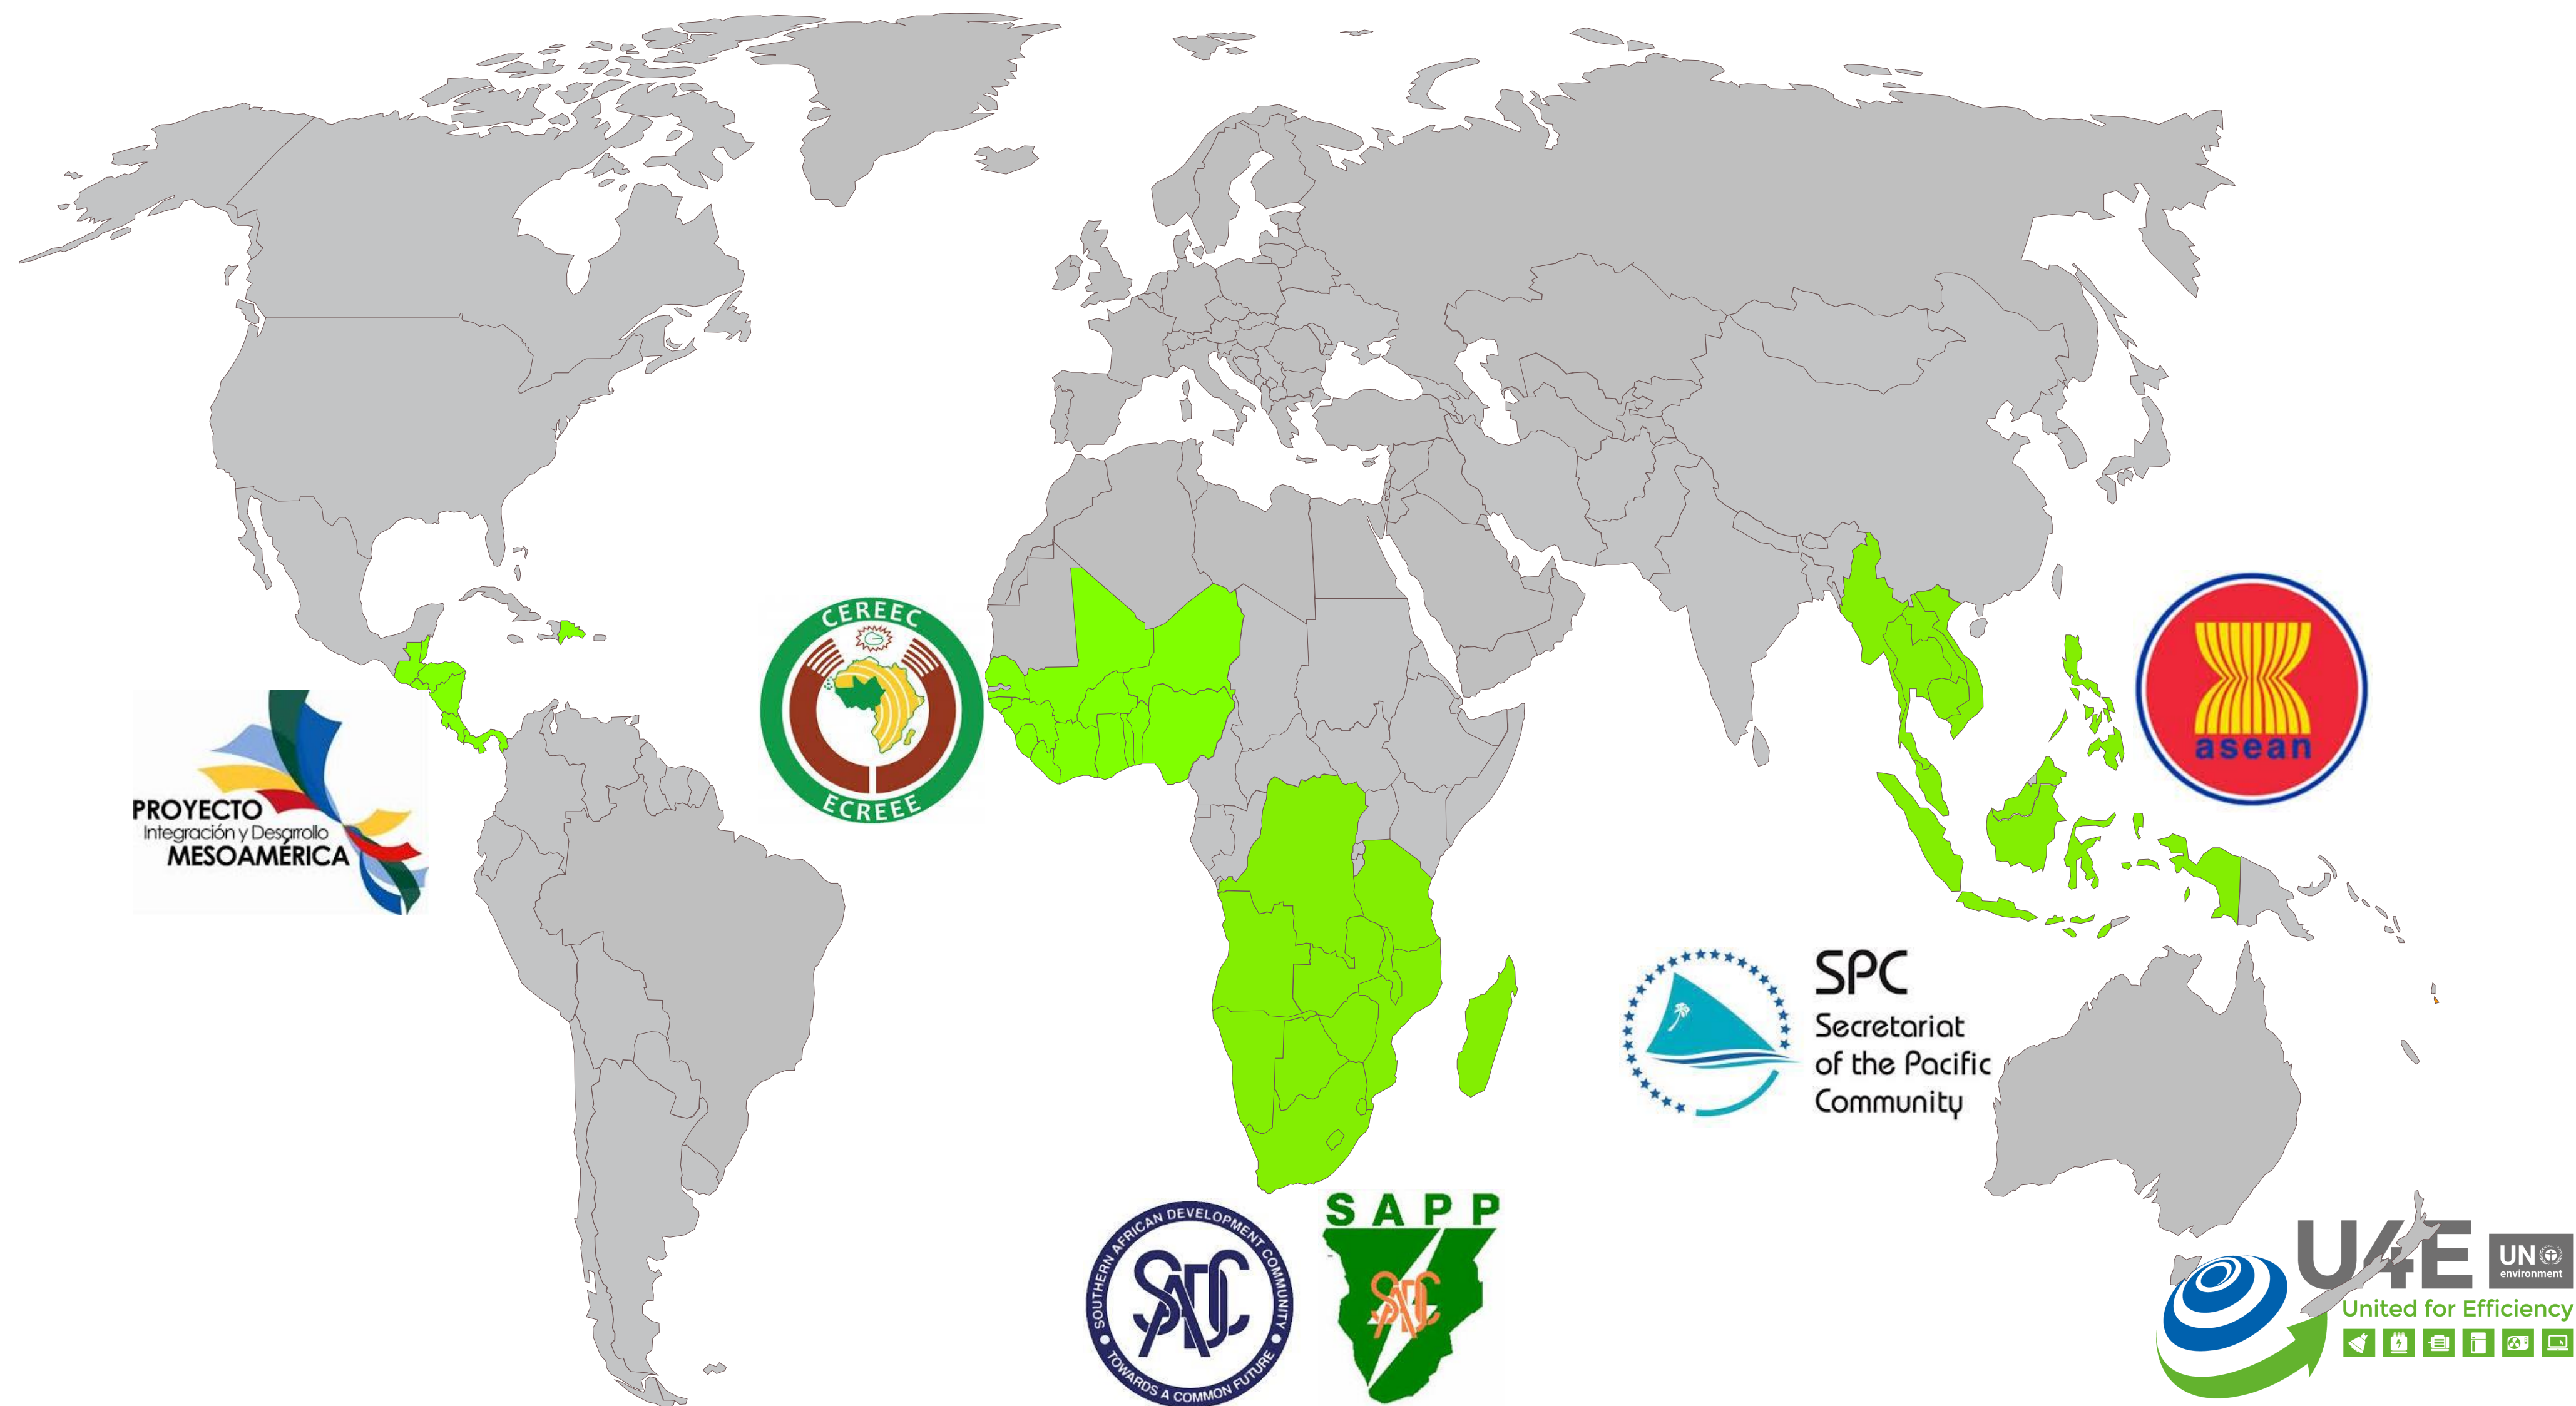 CEREEC
ECREEE
asean
PROYECTO
Integración y Desarrollo
MESOAMÉRICA
SPC
Secretariat
of the Pacific
Community
SOUTHERN AFRICAN DEVELOPMENT COMMUNITY
SADC
TOWARDS A COMMON FUTURE
SAPP
SADC
U4E
UN
environment
United for Efficiency